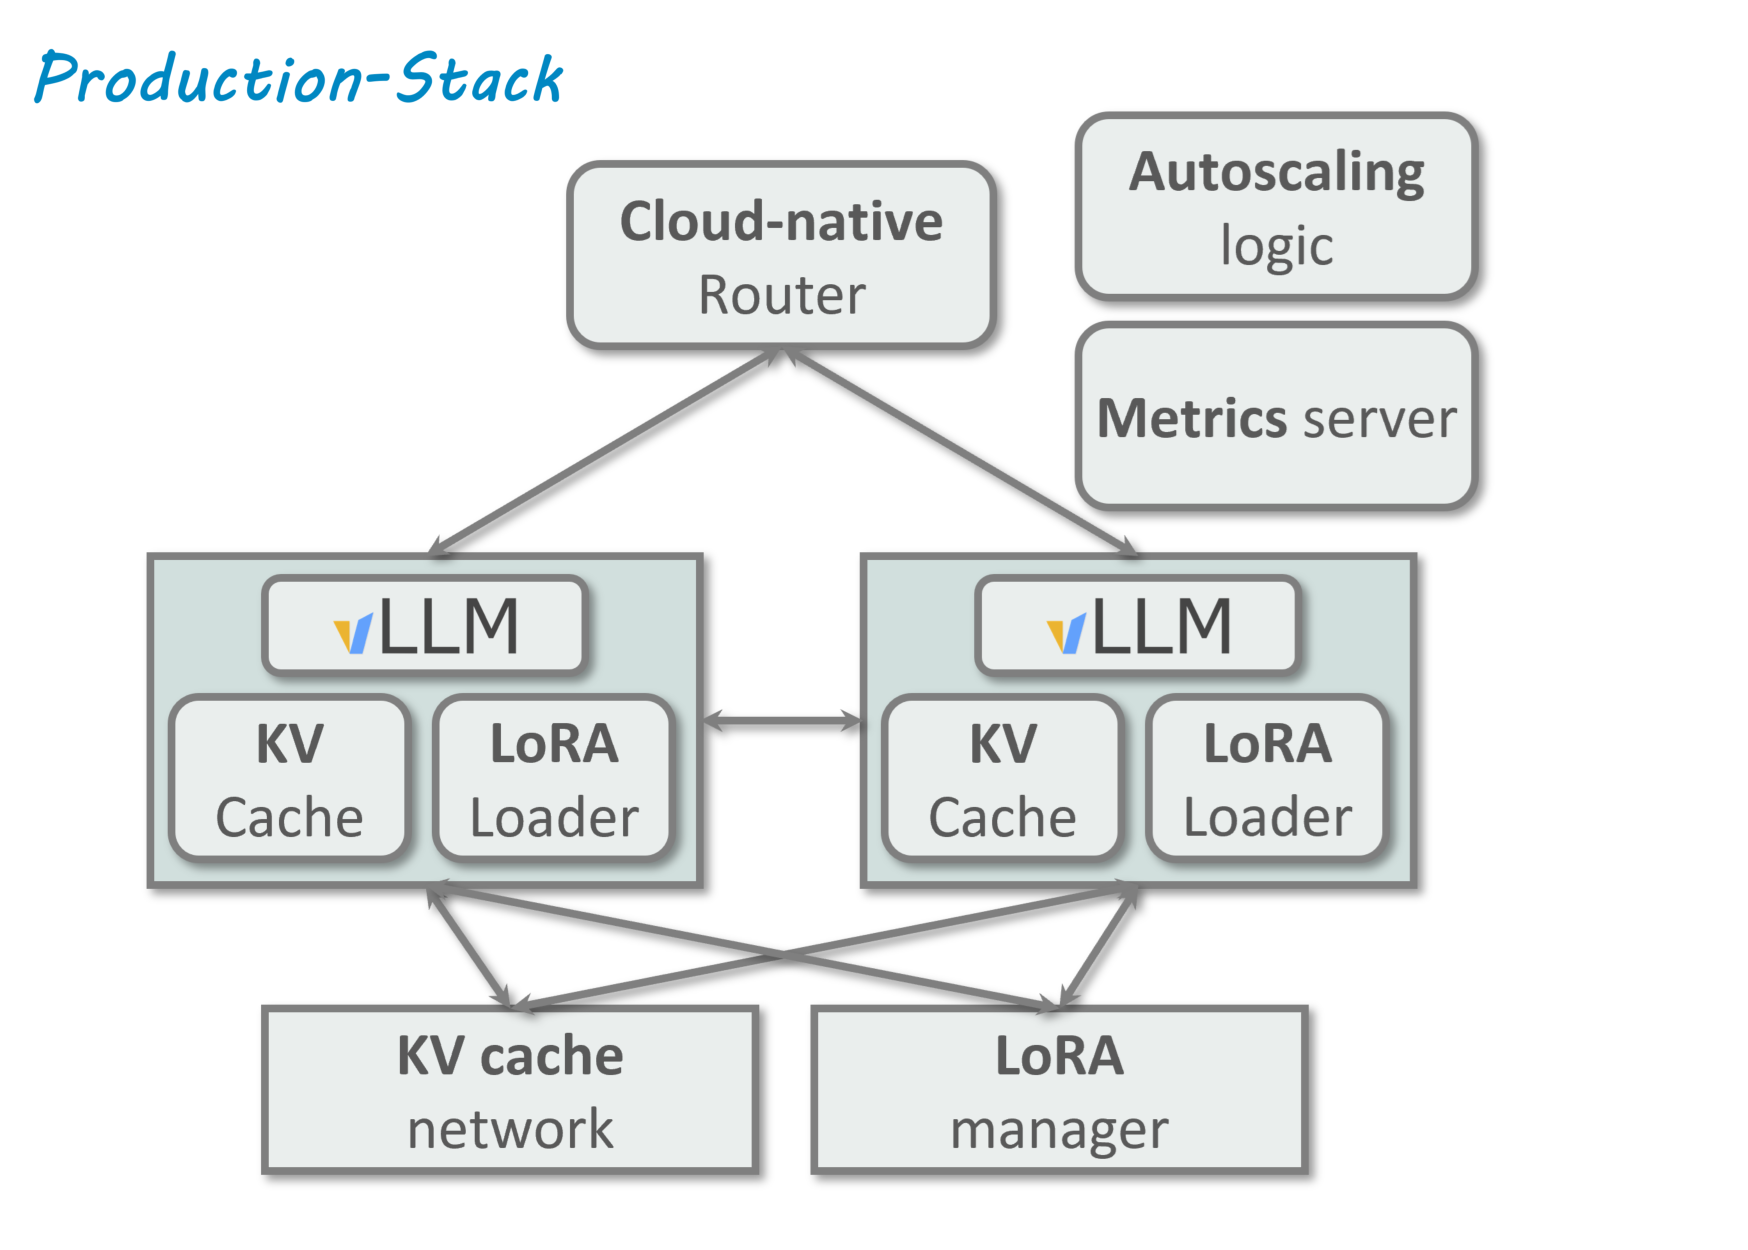 Production-Stack
Cloud-native
Router
Autoscaling
logic
Metrics server
vLLM
KV
Cache
LoRA
Loader
vLLM
KV
Cache
LoRA
Loader
KV cache
network
LoRA
manager